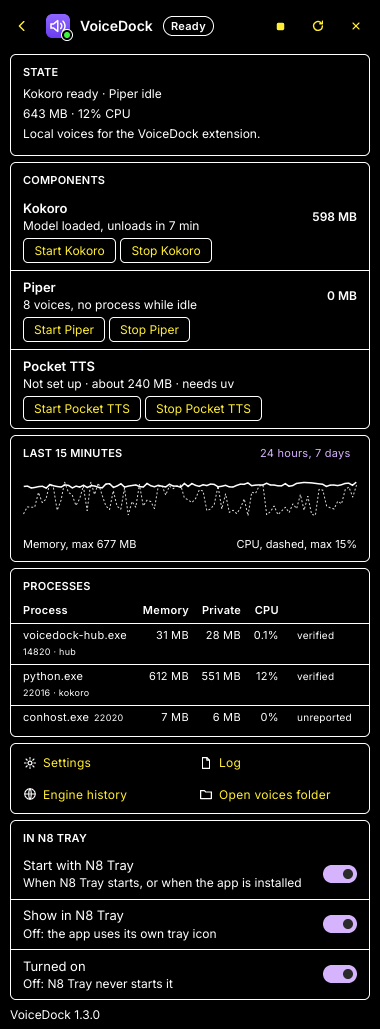 VoiceDock Ready
STATE
Kokoro ready · Piper idle
643 MB · 12% CPU
Local voices for the VoiceDock extension.
COMPONENTS
Kokoro
Model loaded, unloads in 7 min
598 MB
Start Kokoro Stop Kokoro
Piper
8 voices, no process while idle
0 MB
Start Piper Stop Piper
Pocket TTS
Not set up · about 240 MB · needs uv
Start Pocket TTS Stop Pocket TTS
LAST 15 MINUTES 24 hours, 7 days
Memory, max 677 MB CPU, dashed, max 15%
PROCESSES
Process Memory Private CPU
voicedock-hub.exe 31 MB 28 MB 0.1% verified
14820 · hub
python.exe 612 MB 551 MB 12% verified
22016 · kokoro
conhost.exe 22020 7 MB 6 MB 0% unreported
Settings Log
Engine history Open voices folder
IN N8 TRAY
Start with N8 Tray
When N8 Tray starts, or when the app is installed
Show in N8 Tray
Off: the app uses its own tray icon
Turned on
Off: N8 Tray never starts it
VoiceDock 1.3.0